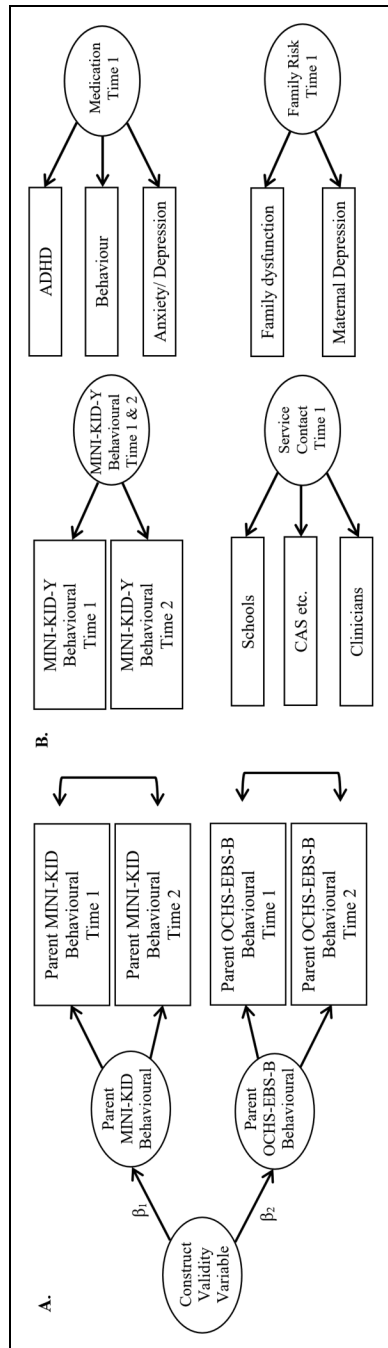 A.
Construct
Validity
Variable
β1
β2
Parent
MINI-KID
Behavioural
Parent
OCHS-EBS-B
Behavioural
Parent MINI-KID
Behavioural
Time 1
Parent MINI-KID
Behavioural
Time 2
Parent OCHS-EBS-B
Behavioural
Time 1
Parent OCHS-EBS-B
Behavioural
Time 2
B.
MINI-KID-Y
Behavioural
Time 1
MINI-KID-Y
Behavioural
Time 2
MINI-KID-Y
Behavioural
Time 1 & 2
ADHD
Behaviour
Anxiety/ Depression
Medication
Time 1
Schools
CAS etc.
Clinicians
Service
Contact
Time 1
Family dysfunction
Maternal Depression
Family Risk
Time 1